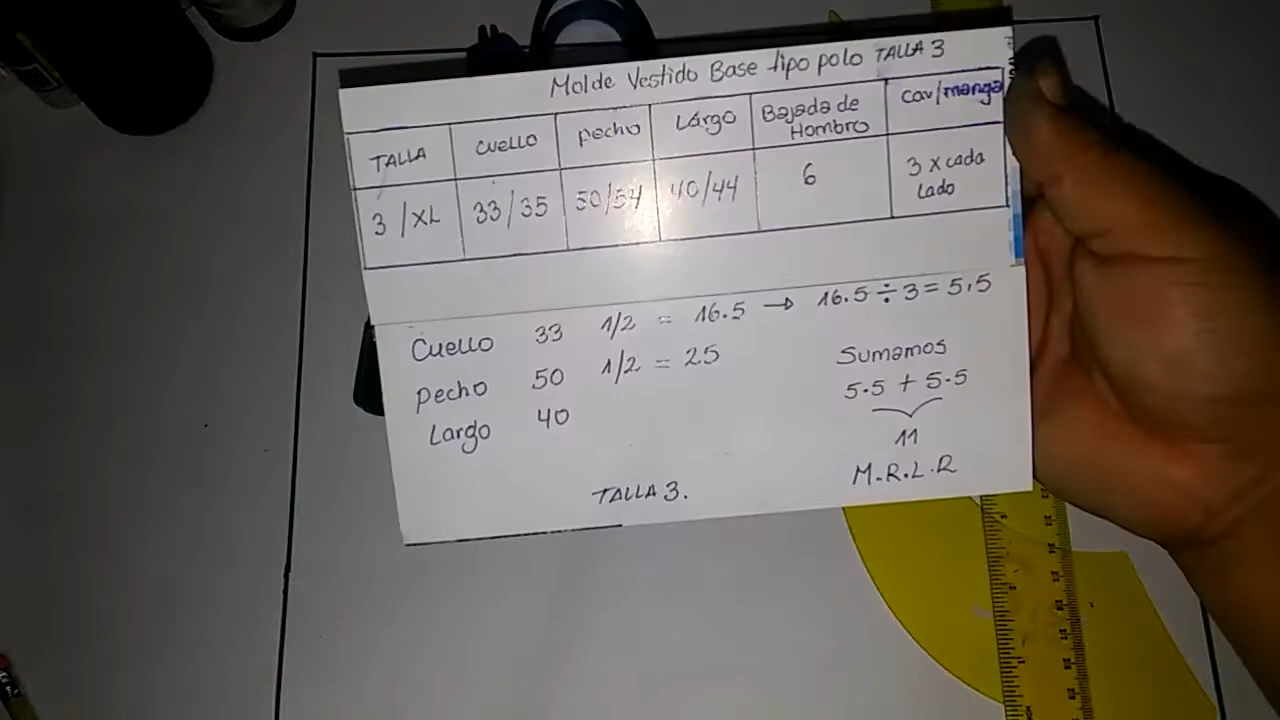 Molde Vestido Base tipo polo TALLA 3
TALLA CUELLO pecho Lárgo Bajada de Hombro Cav/manga
3/XL 33/35 50/54 40/44 6 3 x cada Lado
Cuello 33 1/2 = 16.5 → 16.5 ÷ 3 = 5,5
pecho 50 1/2 = 25
Largo 40
Sumamos
5.5 + 5.5
11
M.R.L.R
TALLA 3.